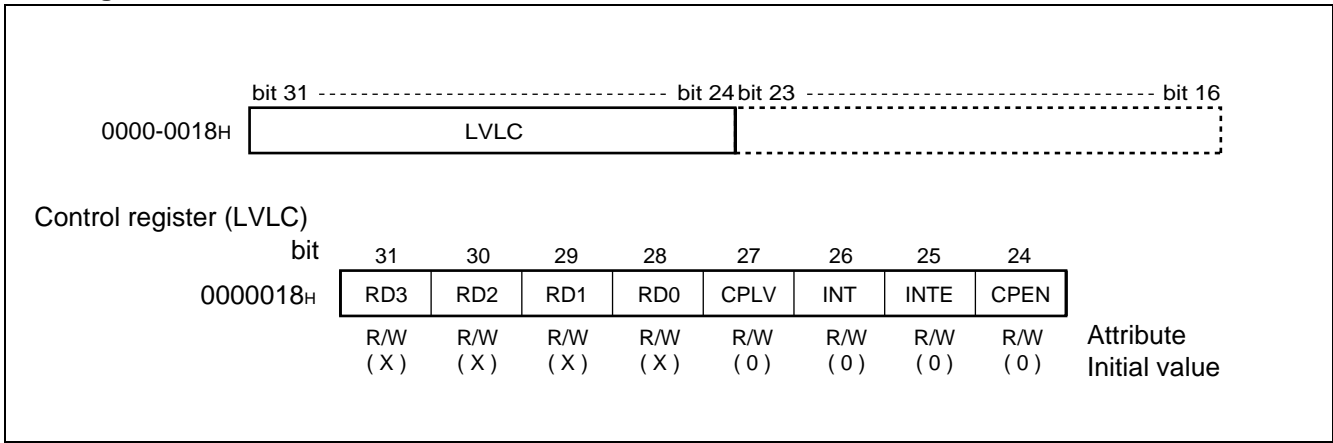 bit 31 ---------------------------------- bit 24 bit 23 ---------------------------------- bit 16
0000-0018H LVLC
Control register (LVLC)
bit 31 30 29 28 27 26 25 24
0000018H RD3 RD2 RD1 RD0 CPLV INT INTE CPEN
R/W R/W R/W R/W R/W R/W R/W R/W Attribute
( X ) ( X ) ( X ) ( X ) ( 0 ) ( 0 ) ( 0 ) ( 0 ) Initial value